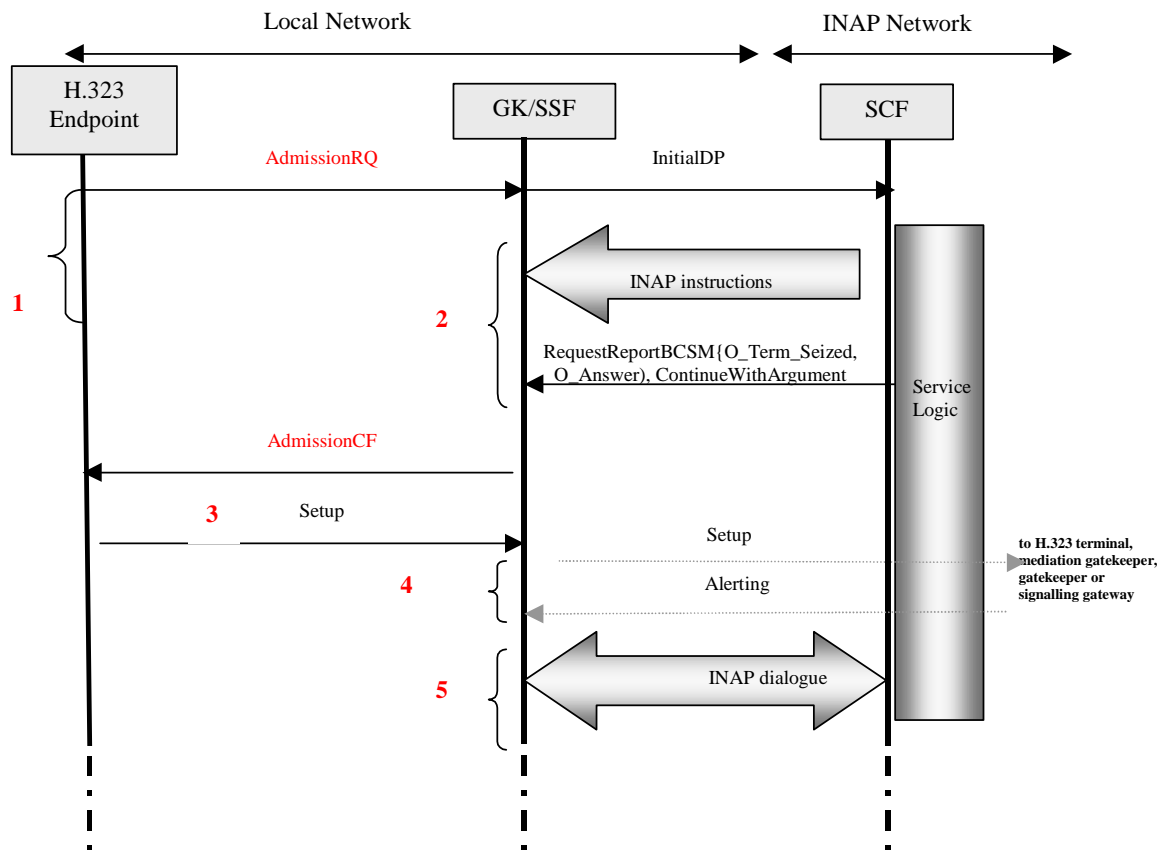 Local Network
INAP Network
H.323
Endpoint
GK/SSF
SCF
AdmissionRQ
InitialDP
INAP instructions
1
2
RequestReportBCSM{O_Term_Seized,
O_Answer), ContinueWithArgument
Service
Logic
AdmissionCF
3
Setup
Setup
to H.323 terminal,
mediation gatekeeper,
gatekeeper or
signalling gateway
4
Alerting
INAP dialogue
5